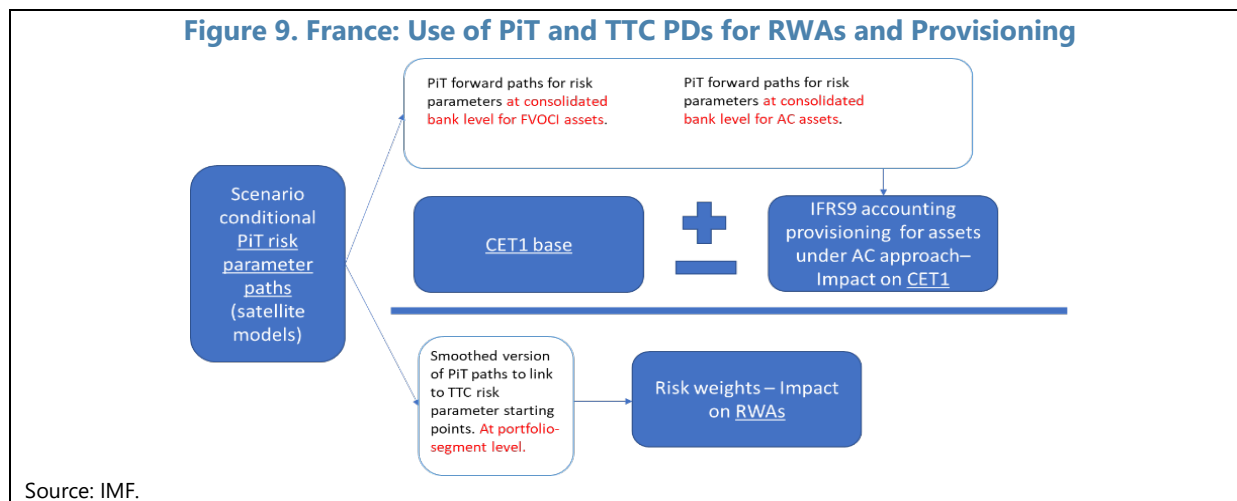 Figure 9. France: Use of PiT and TTC PDs for RWAs and Provisioning
PiT forward paths for risk
parameters at consolidated
bank level for FVOCI assets.
PiT forward paths for risk
parameters at consolidated
bank level for AC assets.
Scenario
conditional
PiT risk
parameter
paths
(satellite
models)
CET1 base
IFRS9 accounting
provisioning for assets
under AC approach–
Impact on CET1
Smoothed version
of PiT paths to link
to TTC risk
parameter starting
points. At portfolio-
segment level.
Risk weights – Impact
on RWAs
Source: IMF.